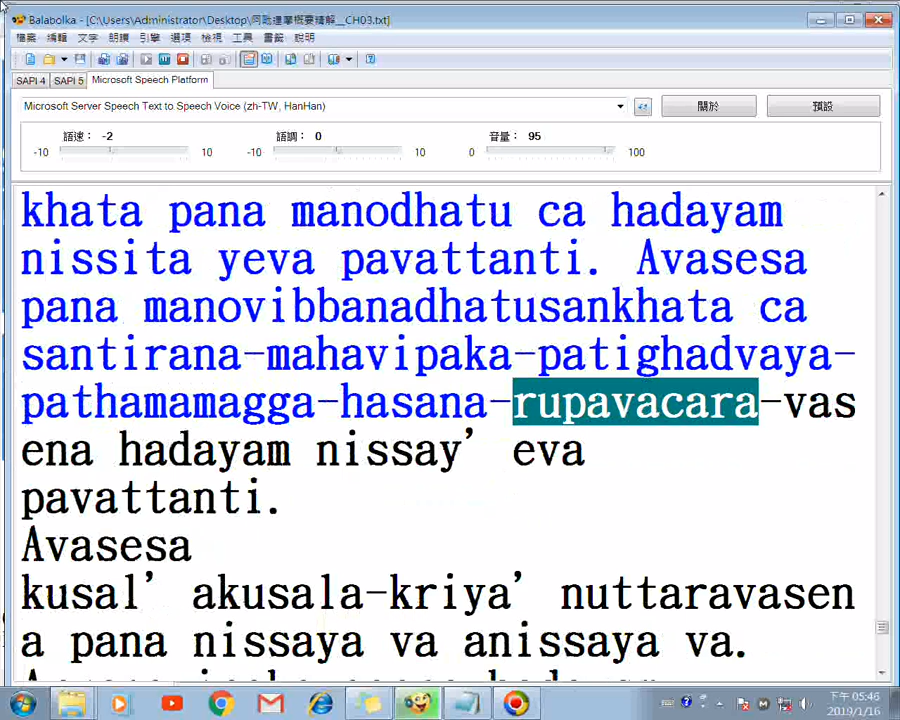 Balabolka - [C:\Users\Administrator\Desktop\阿毗達摩概要精解__CH03.txt]
檔案 編輯 文字 朗讀 引擎 選項 檢視 工具 書籤 說明
SAPI 4 SAPI 5 Microsoft Speech Platform
Microsoft Server Speech Text to Speech Voice (zh-TW, HanHan) 關於 預設
語速： -2 語調： 0 音量： 95
-10 10 -10 10 0 100
khata pana manodhatu ca hadayam
nissita yeva pavattanti. Avasesa
pana manovibbanadhatusankhata ca
santirana-mahavipaka-patighadvaya-
pathamamagga-hasana-rupavacara-vas
ena hadayam nissay’ eva
pavattanti.
Avasesa
kusal’ akusala-kriya’ nuttaravasen
a pana nissaya va anissaya va.
下午 05:46
2019/1/16